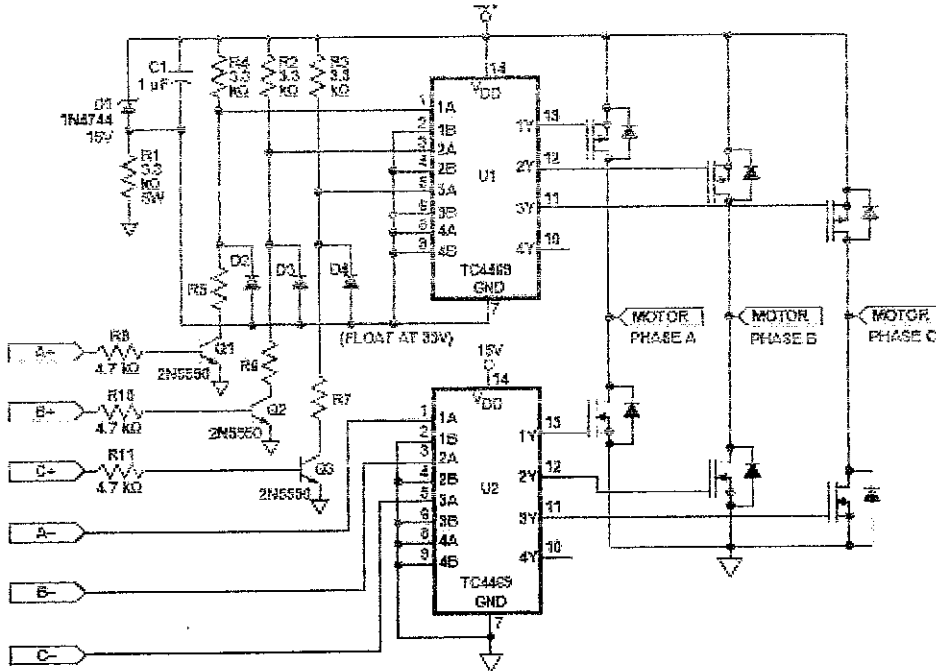 14
VDD
C1
1 µF
R4
3.3
kΩ
R2
3.3
kΩ
R3
3.3
kΩ
1N4744
15V
R1
3.3
kΩ
5W
1
1A
2
1B
2A
2B
3A
3B
4A
4B
U1
TC4469
GND
7
1Y
13
2Y
12
3Y
11
4Y
10
D2
D3
D4
R5
(FLOAT AT 33V)
MOTOR
PHASE A
MOTOR
PHASE B
MOTOR
PHASE C
R8
4.7 kΩ
Q1
2N5550
R6
B+
R10
4.7 kΩ
Q2
2N5550
R7
C+
R11
4.7 kΩ
Q3
2N5550
A−
B−
C−
15V
14
VDD
1
1A
2
1B
3
2A
2B
3A
3B
4A
4B
U2
TC4469
GND
7
1Y
2Y
12
3Y
11
4Y
10